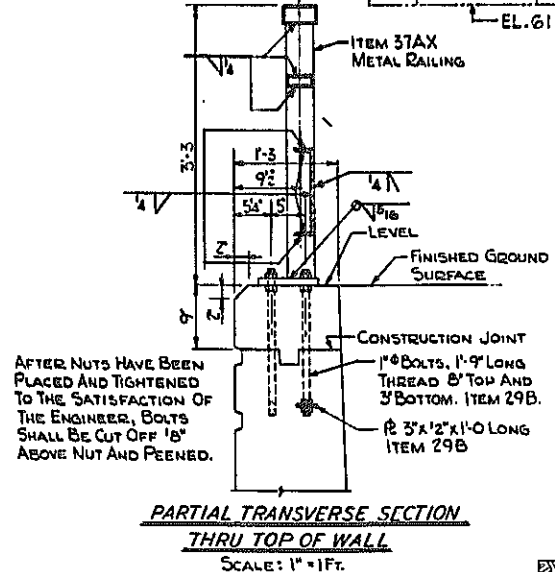 EL.61
ITEM 37AX
METAL RAILING
1/4
3'-3
1'-3
9 1/2"
1/4
1/4
5 1/4"
5"
5/16
LEVEL
2"
FINISHED GROUND
SURFACE
2"
9"
CONSTRUCTION JOINT
AFTER NUTS HAVE BEEN
PLACED AND TIGHTENED
TO THE SATISFACTION OF
THE ENGINEER, BOLTS
SHALL BE CUT OFF 1/8"
ABOVE NUT AND PEENED.
1"ø BOLTS, 1'-9" LONG
THREAD 8" TOP AND
3" BOTTOM. ITEM 29B.
PL 3"x1/2"x1'-0 LONG
ITEM 29B
PARTIAL TRANSVERSE SECTION
THRU TOP OF WALL
SCALE: 1" = 1FT.